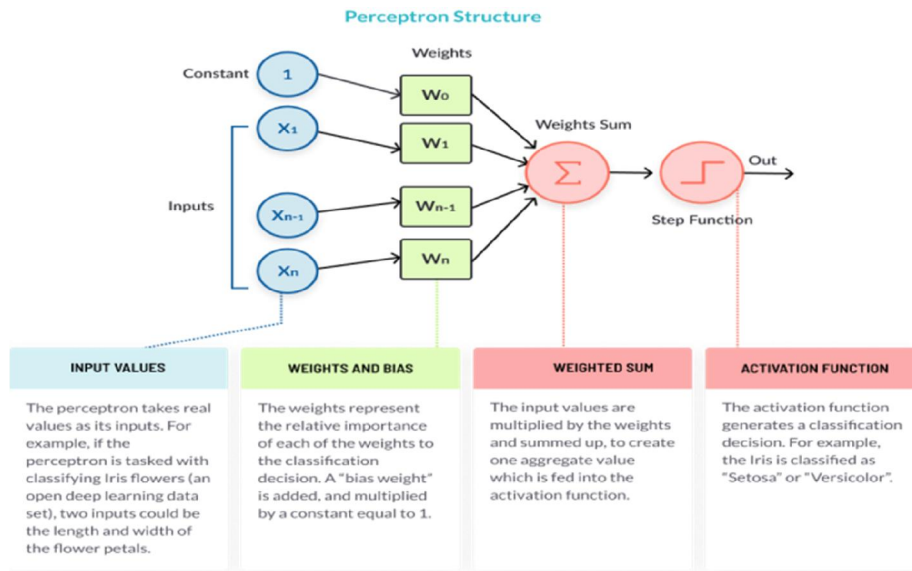 Perceptron Structure
Weights
Constant
1
W0
X1
W1
Weights Sum
Σ
Out
Inputs
Xn-1
Wn-1
Step Function
Xn
Wn
INPUT VALUES
The perceptron takes real
values as its inputs. For
example, if the
perceptron is tasked with
classifying Iris flowers (an
open deep learning data
set), two inputs could be
the length and width of
the flower petals.
WEIGHTS AND BIAS
The weights represent
the relative importance
of each of the weights to
the classification
decision. A “bias weight”
is added, and multiplied
by a constant equal to 1.
WEIGHTED SUM
The input values are
multiplied by the weights
and summed up, to create
one aggregate value
which is fed into the
activation function.
ACTIVATION FUNCTION
The activation function
generates a classification
decision. For example,
the Iris is classified as
“Setosa” or “Versicolor”.